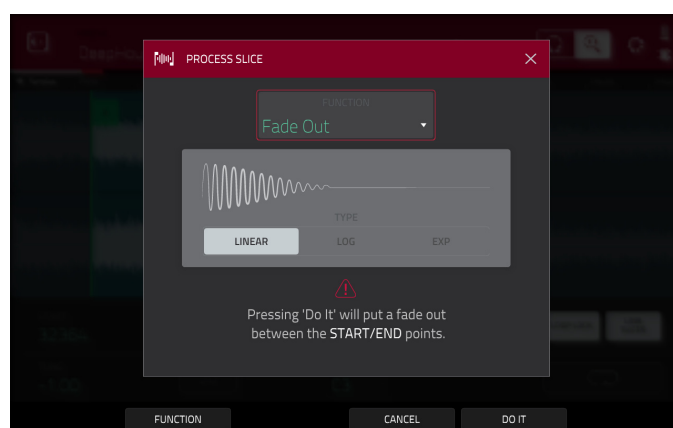 PROCESS SLICE
FUNCTION
Fade Out
TYPE
LINEAR
LOG
EXP
Pressing 'Do It' will put a fade out
between the START/END points.
FUNCTION
CANCEL
DO IT